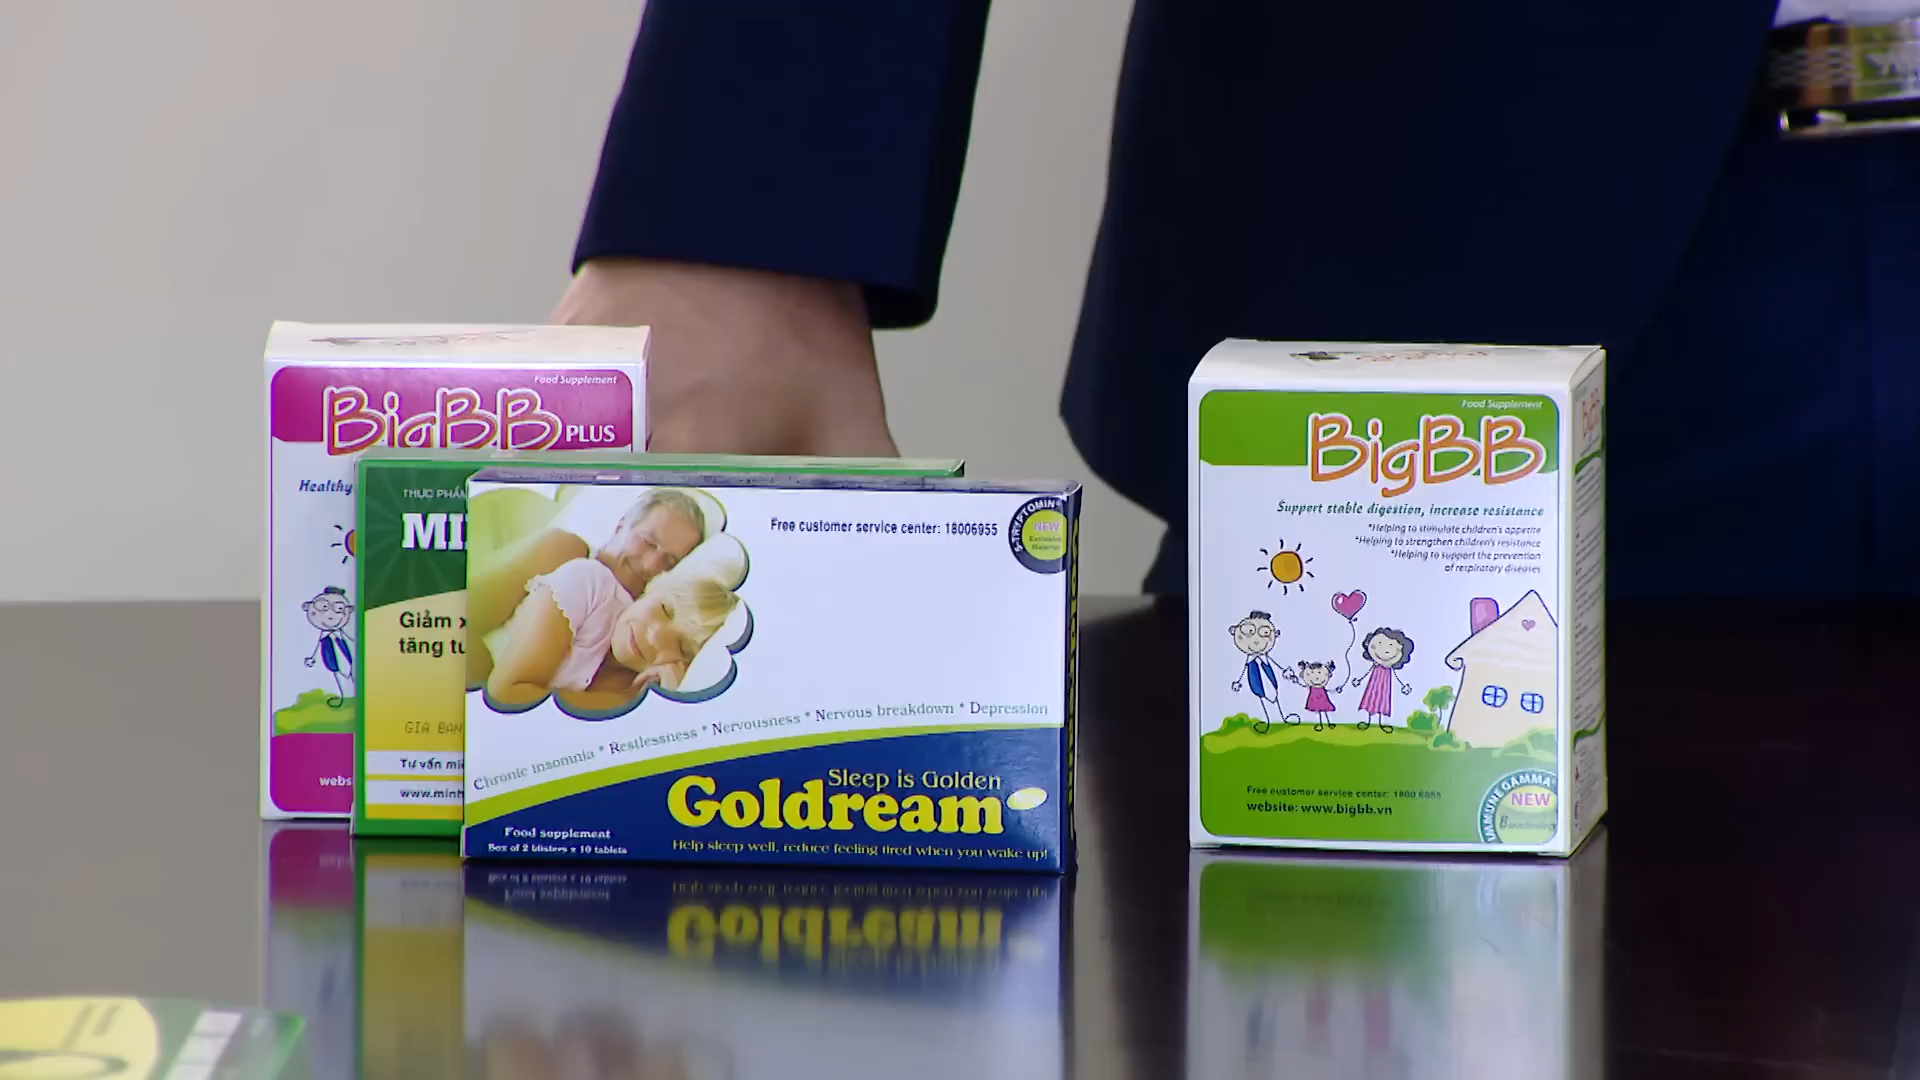 Food Supplement
BigBB PLUS
Healthy
webs
THỰC PHẨM
MI
Giảm
tăng tu
GIA BAN
Tư vấn mi
www.minh
Free customer service center: 18006955
NEW
Chronic insomnia * Restlessness * Nervousness * Nervous breakdown * Depression
Sleep is Golden
Goldream
Food supplement
Box of 2 blisters x 10 tablets
Help sleep well, reduce feeling tired when you wake up!
Food Supplement
BigBB
Support stable digestion, increase resistance
*Helping to stimulate children's appetite
*Helping to strengthen children's resistance
*Helping to support the prevention
of respiratory diseases
Free customer service center: 1800 6955
website: www.bigbb.vn
IMMUNE GAMMA
NEW